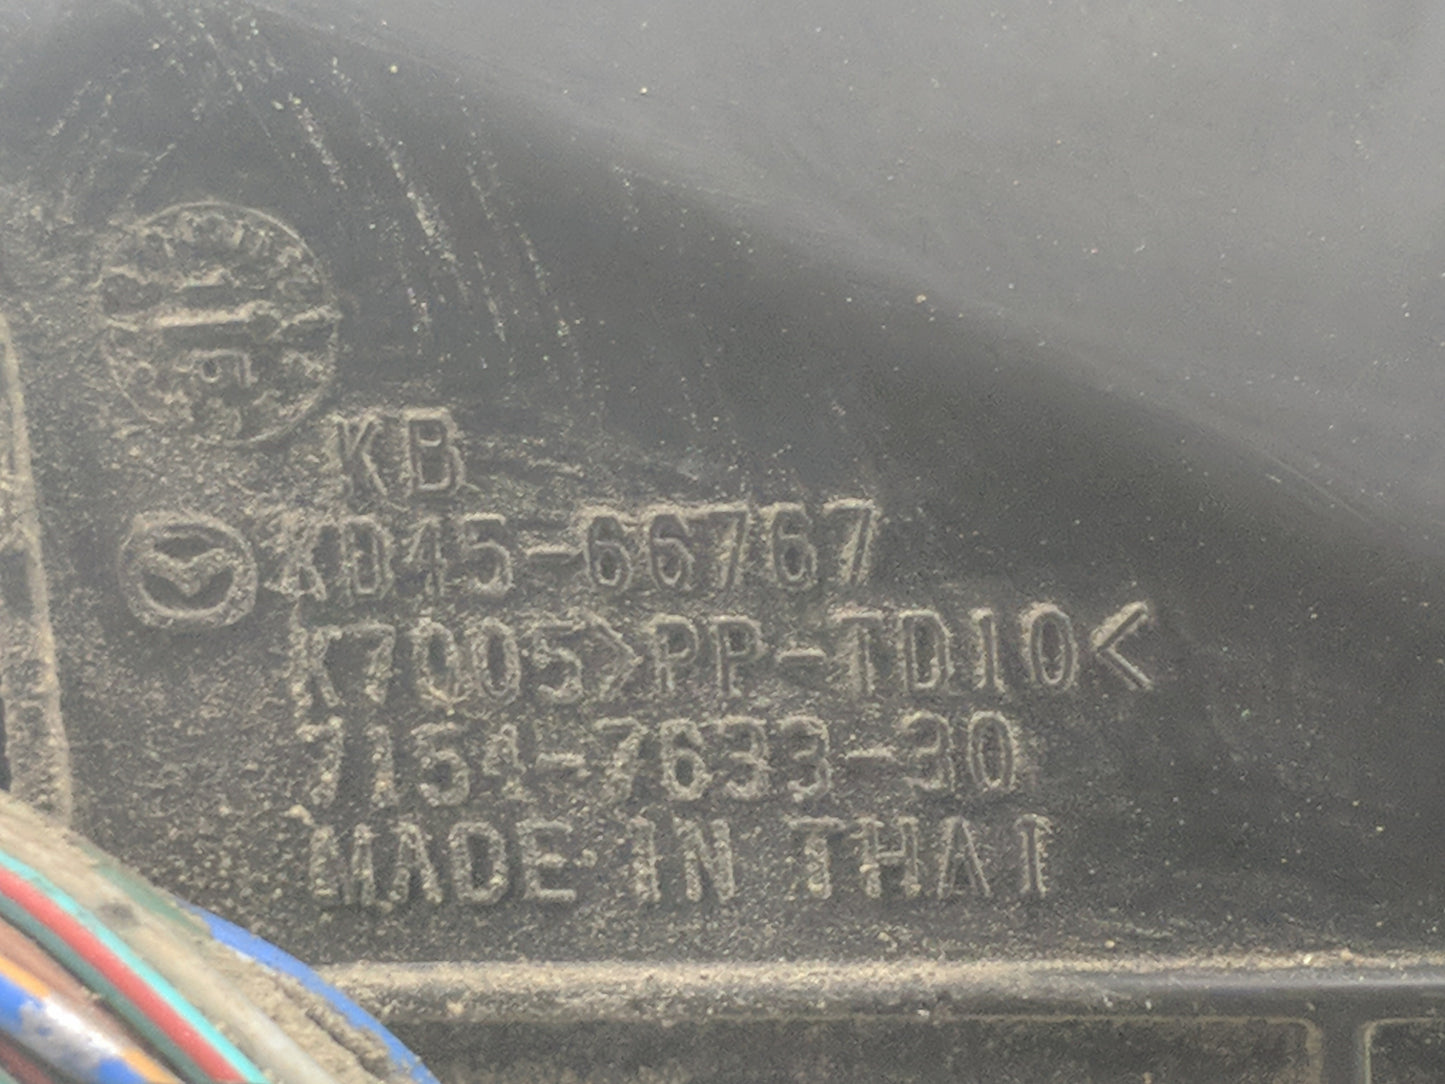 KB
KD45-66767
K7005>PP-TD10<
7154-7633-30
MADE IN THAI